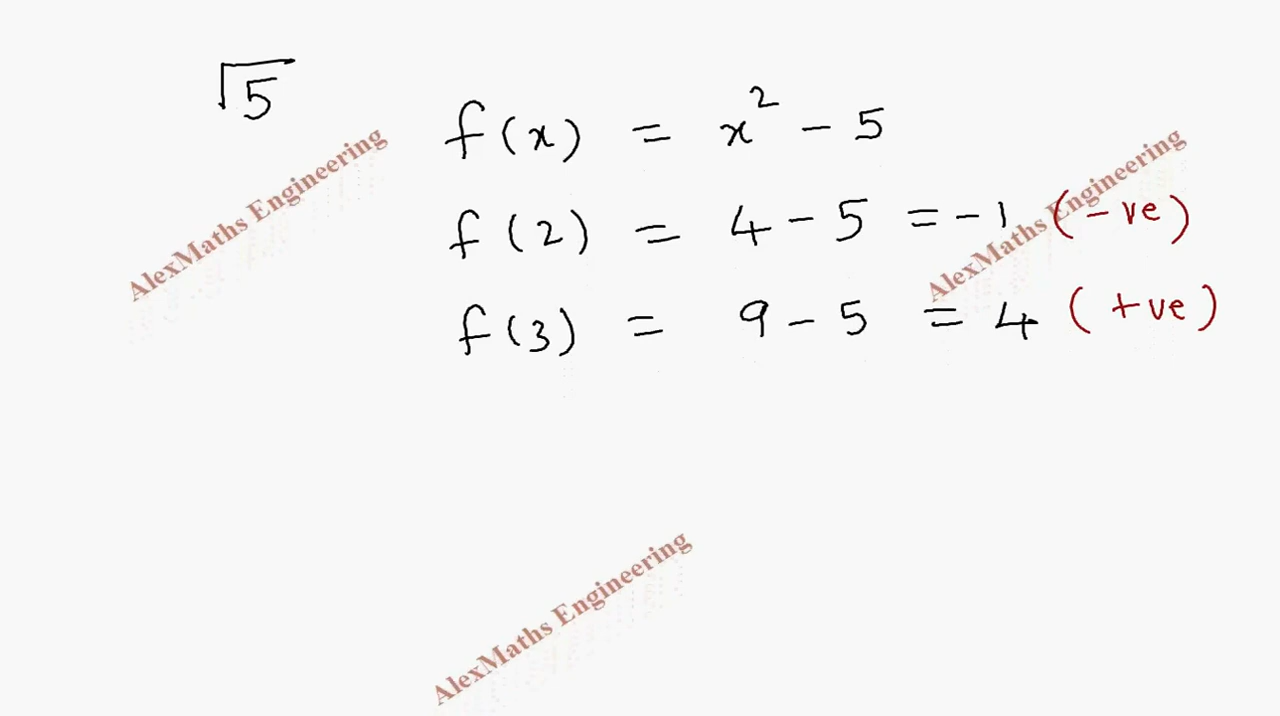 √5
f(x) = x² - 5
f(2) = 4 - 5 = -1 (-ve)
f(3) = 9 - 5 = 4 (+ve)
AlexMaths Engineering
AlexMaths Engineering
AlexMaths Engineering